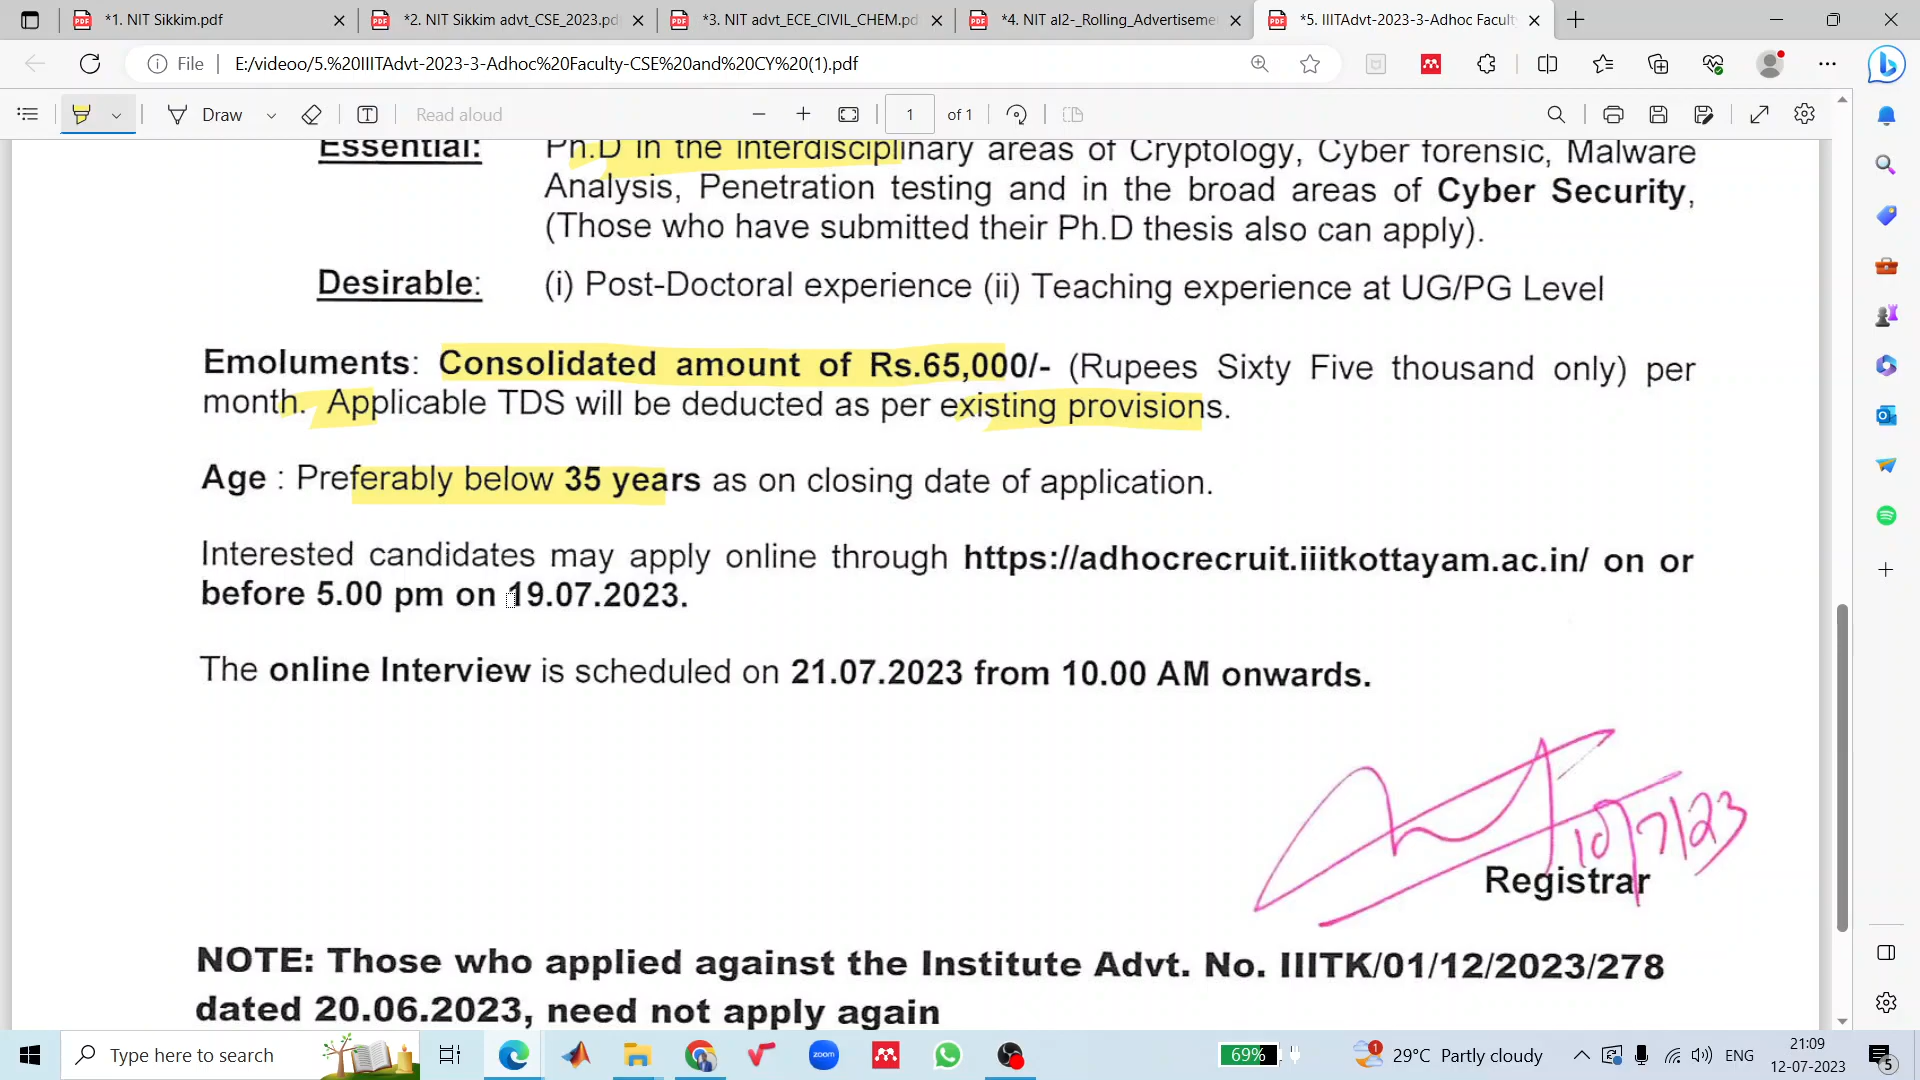 *1. NIT Sikkim.pdf
*2. NIT Sikkim advt_CSE_2023.pd
*3. NIT advt_ECE_CIVIL_CHEM.pd
*4. NIT al2-_Rolling_Advertiseme
*5. IIITAdvt-2023-3-Adhoc Facult
File
E:/videoo/5.%20IIITAdvt-2023-3-Adhoc%20Faculty-CSE%20and%20CY%20(1).pdf
Draw
Read aloud
1
of 1
Essential:
Ph.D in the interdisciplinary areas of Cryptology, Cyber forensic, Malware
Analysis, Penetration testing and in the broad areas of Cyber Security,
(Those who have submitted their Ph.D thesis also can apply).
Desirable:
(i) Post-Doctoral experience (ii) Teaching experience at UG/PG Level
Emoluments: Consolidated amount of Rs.65,000/- (Rupees Sixty Five thousand only) per
month. Applicable TDS will be deducted as per existing provisions.
Age : Preferably below 35 years as on closing date of application.
Interested candidates may apply online through https://adhocrecruit.iiitkottayam.ac.in/ on or
before 5.00 pm on 19.07.2023.
The online Interview is scheduled on 21.07.2023 from 10.00 AM onwards.
10/7/23
Registrar
NOTE: Those who applied against the Institute Advt. No. IIITK/01/12/2023/278
dated 20.06.2023, need not apply again
Type here to search
zoom
69%
1
29°C Partly cloudy
ENG
21:09
12-07-2023
5